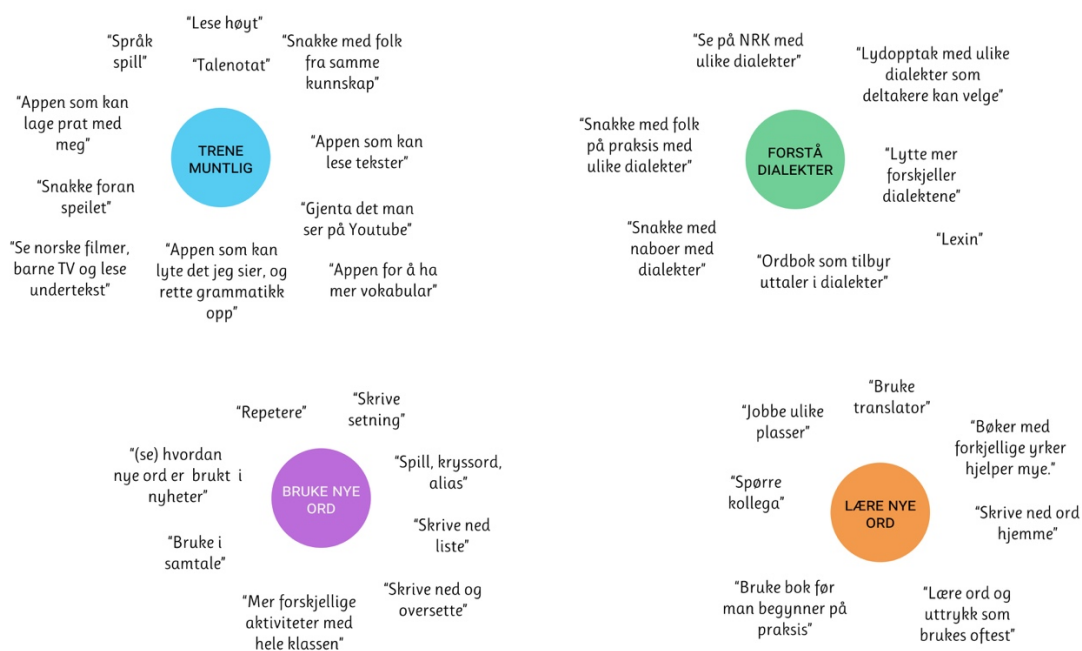 “Lese høyt”
“Språk
spill”
“Talenotat”
“Snakke med folk
fra samme
kunnskap”
“Appen som kan
lage prat med
meg”
TRENE
MUNTLIG
“Appen som kan
lese tekster”
“Snakke foran
speilet”
“Gjenta det man
ser på Youtube”
“Se norske filmer,
barne TV og lese
undertekst”
“Appen som kan
lyte det jeg sier, og
rette grammatikk
opp”
“Appen for å ha
mer vokabular”
“Se på NRK med
ulike dialekter”
“Lydopptak med ulike
dialekter som
deltakere kan velge”
“Snakke med folk
på praksis med
ulike dialekter”
FORSTÅ
DIALEKTER
“Lytte mer
forskjeller
dialektene”
“Snakke med
naboer med
dialekter”
“Ordbok som tilbyr
uttaler i dialekter”
“Lexin”
“Repetere”
“Skrive
setning”
“(se) hvordan
nye ord er brukt i
nyheter”
BRUKE NYE
ORD
“Spill, kryssord,
alias”
“Skrive ned
liste”
“Bruke i
samtale”
“Mer forskjellige
aktiviteter med
hele klassen”
“Skrive ned og
oversette”
“Bruke
translator”
“Jobbe ulike
plasser”
“Bøker med
forkjellige yrker
hjelper mye.”
“Spørre
kollega”
LÆRE NYE
ORD
“Skrive ned ord
hjemme”
“Bruke bok før
man begynner på
praksis”
“Lære ord og
uttrykk som
brukes oftest”